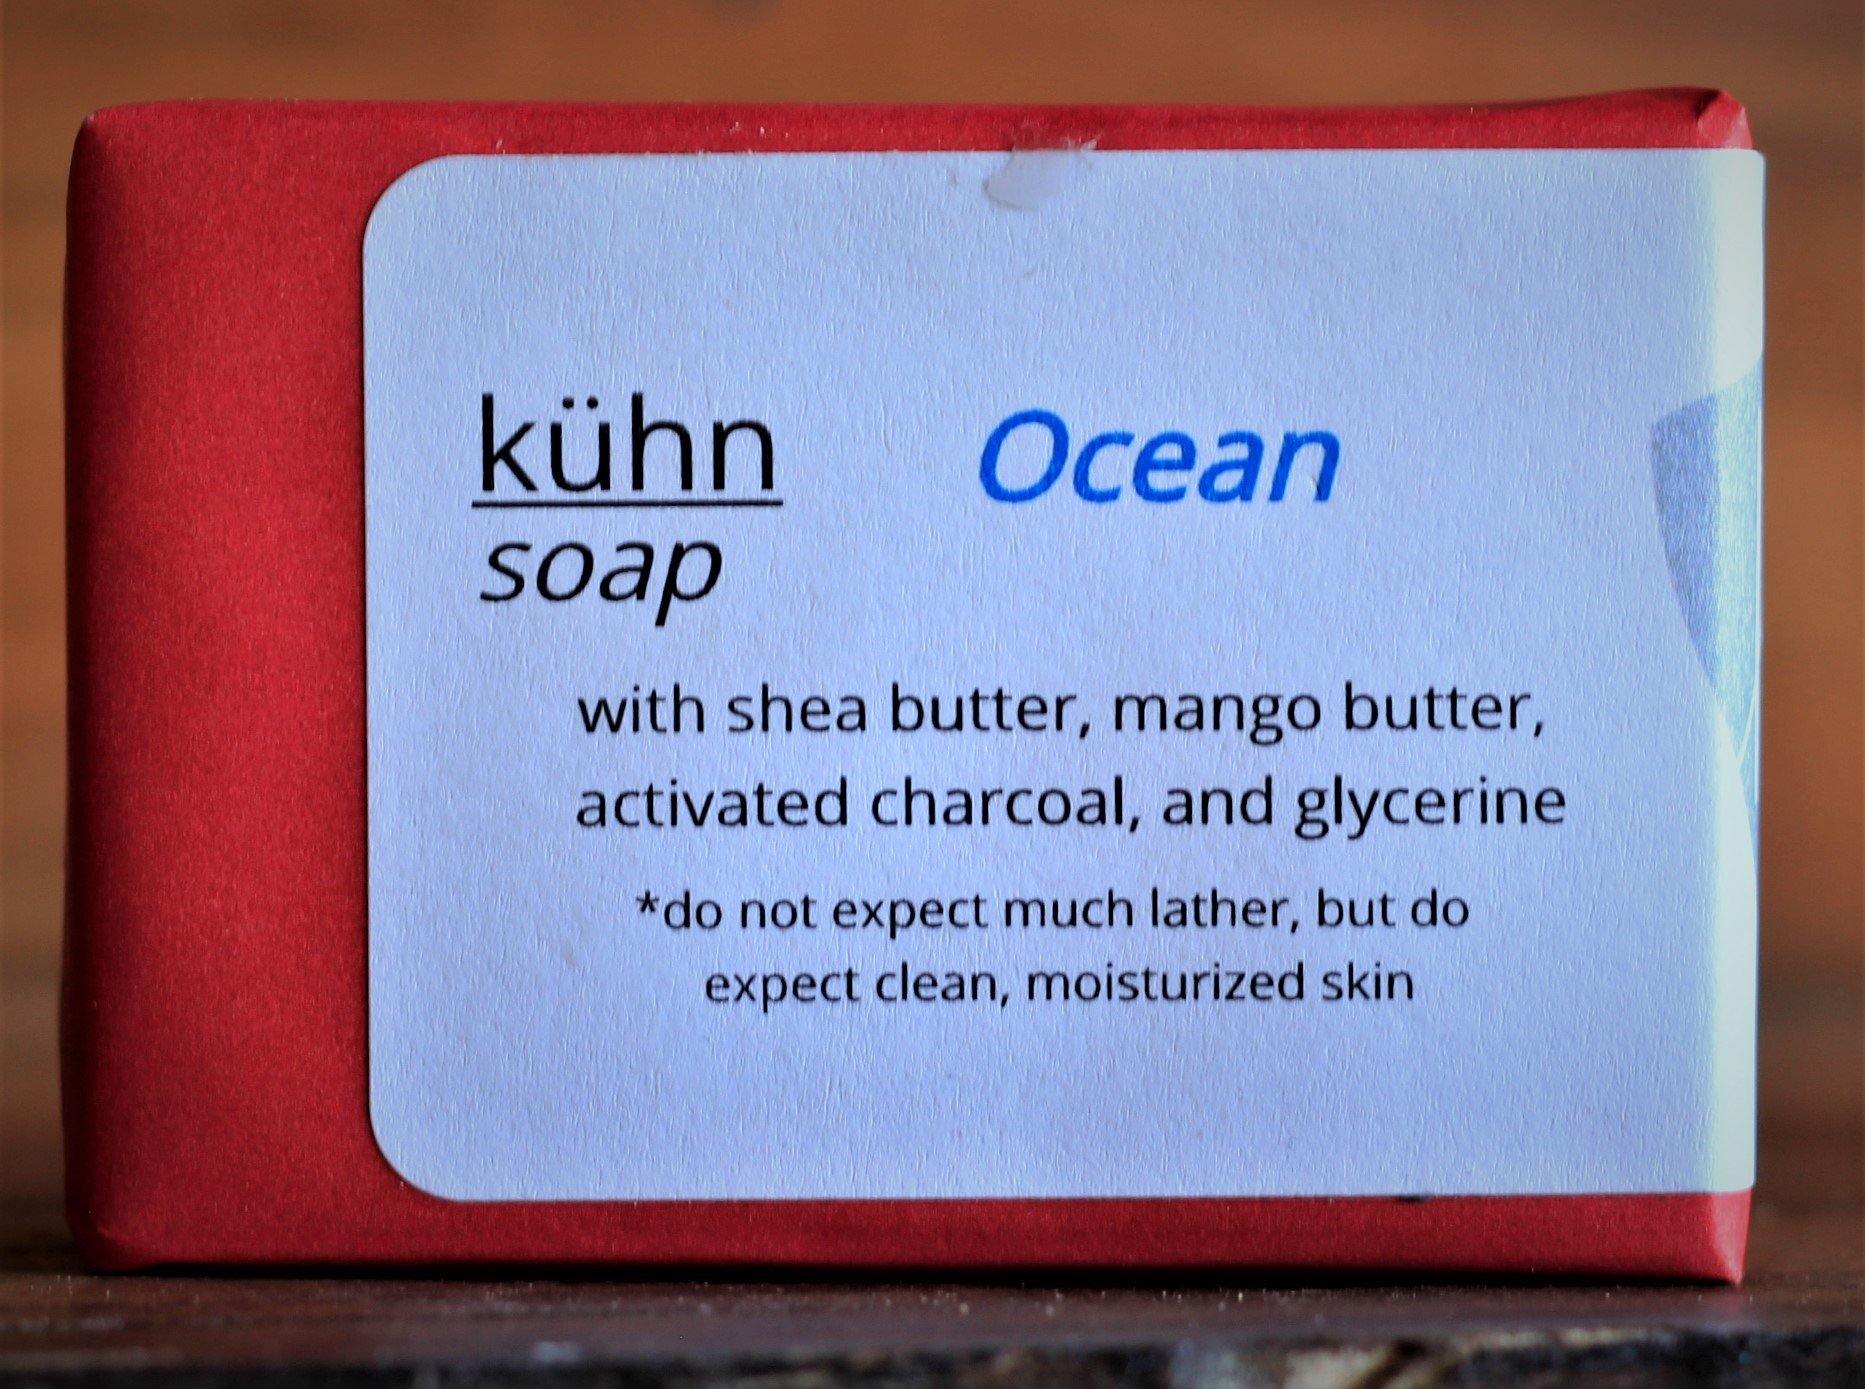 kühn
soap
Ocean
with shea butter, mango butter,
activated charcoal, and glycerine
*do not expect much lather, but do
expect clean, moisturized skin